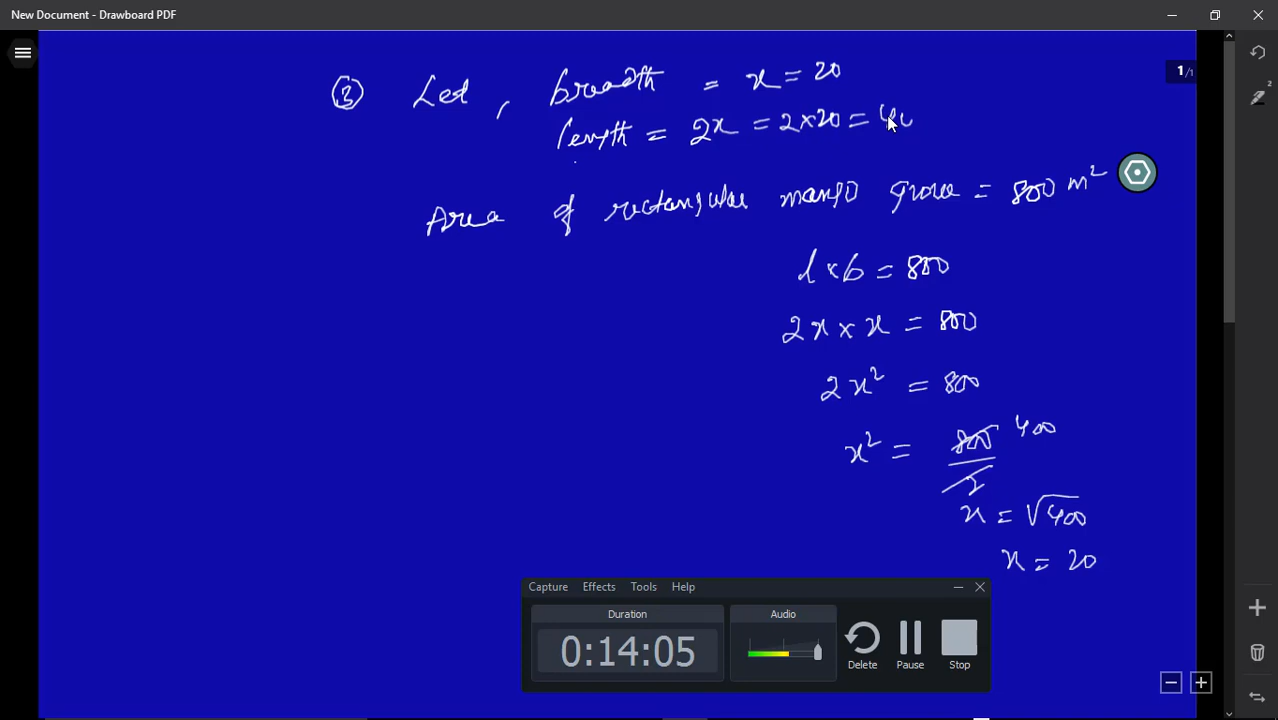 New Document - Drawboard PDF
1/1
2
③ Let, breadth = x = 20
length = 2x = 2×20 = 40
Area of rectangular mango grove = 800 m²
l × b = 800
2x × x = 800
2x² = 800
x² = 800/2 400
x = √400
x = 20
Capture Effects Tools Help
Duration Audio
0:14:05
Delete Pause Stop